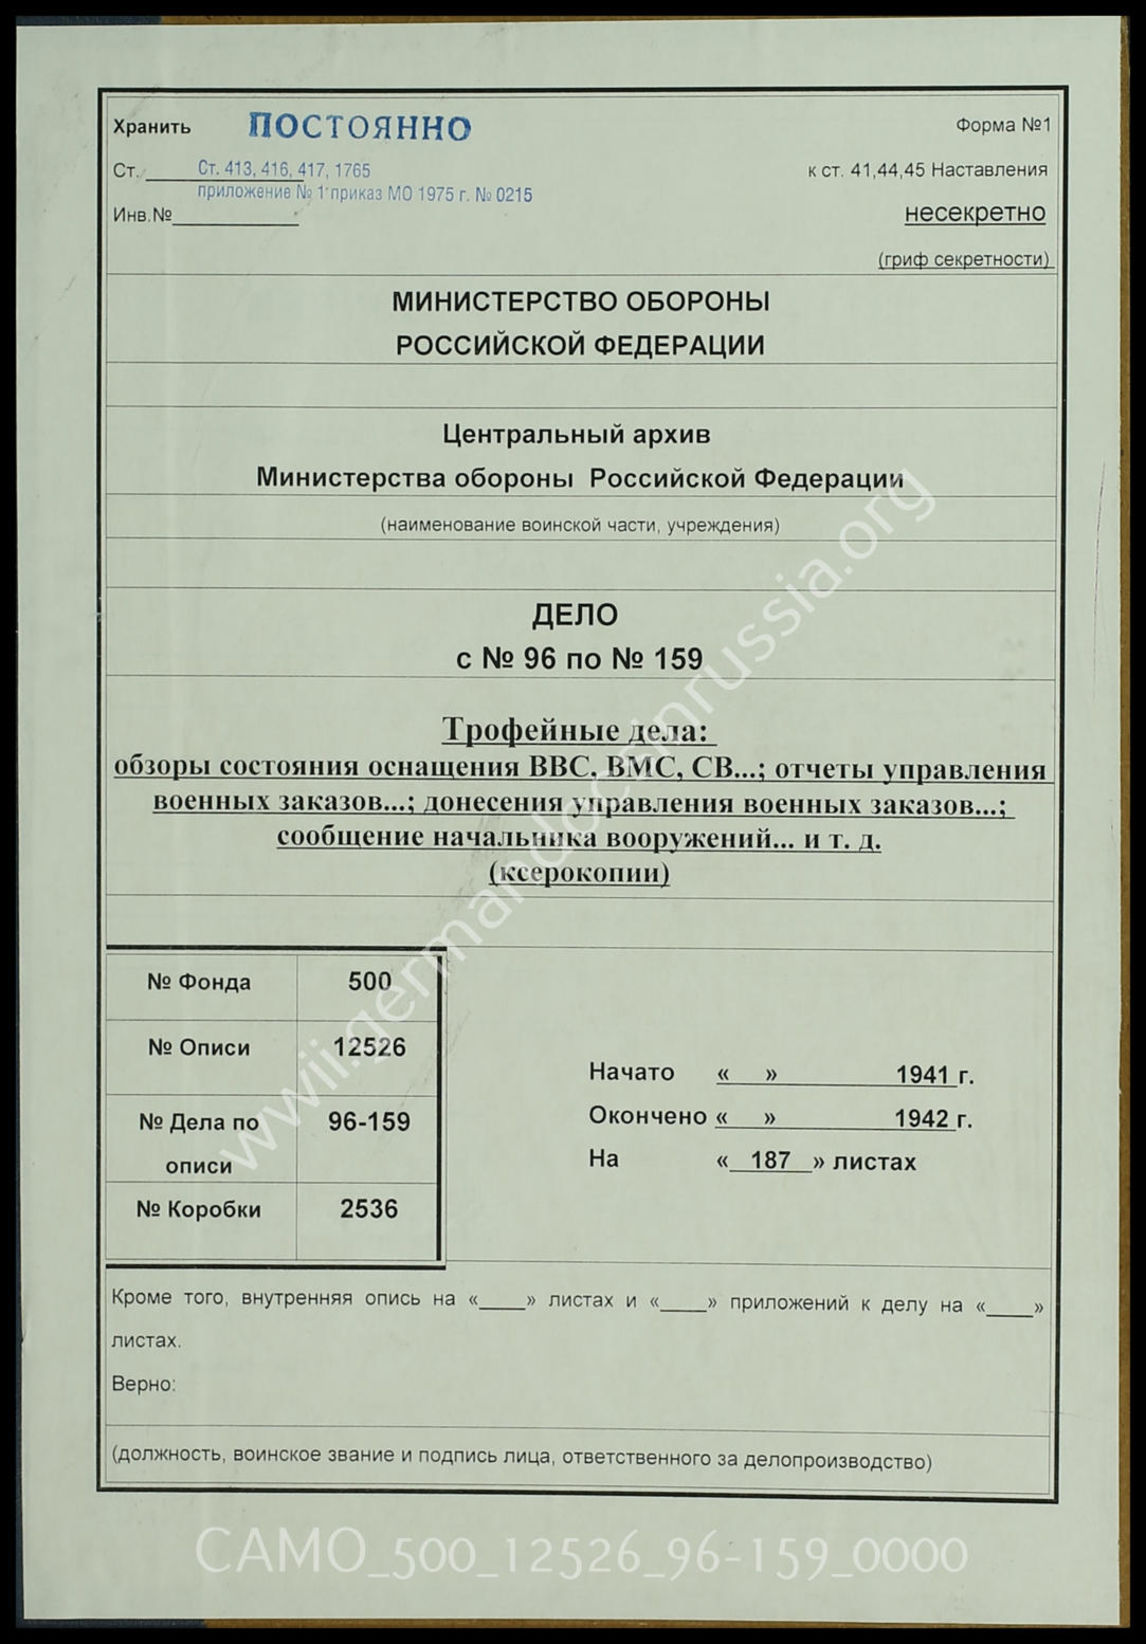 Хранить ПОСТОЯННО Форма №1
Ст. Ст. 413, 416, 417, 1765 к ст. 41,44,45 Наставления
приложение № 1 приказ МО 1975 г. № 0215
Инв.№ несекретно
(гриф секретности)
МИНИСТЕРСТВО ОБОРОНЫ
РОССИЙСКОЙ ФЕДЕРАЦИИ
Центральный архив
Министерства обороны Российской Федерации
(наименование воинской части, учреждения)
ДЕЛО
с № 96 по № 159
Трофейные дела:
обзоры состояния оснащения ВВС, ВМС, СВ...; отчеты управления
военных заказов...; донесения управления военных заказов...;
сообщение начальника вооружений... и т. д.
(ксерокопии)
№ Фонда 500
№ Описи 12526
№ Дела по 96-159
описи
№ Коробки 2536
Начато « » 1941 г.
Окончено « » 1942 г.
На « 187 » листах
Кроме того, внутренняя опись на «____» листах и «____» приложений к делу на «____»
листах.
Верно:
(должность, воинское звание и подпись лица, ответственного за делопроизводство)
www.wwii.germandocsinrussia.org
CAMO_500_12526_96-159_0000